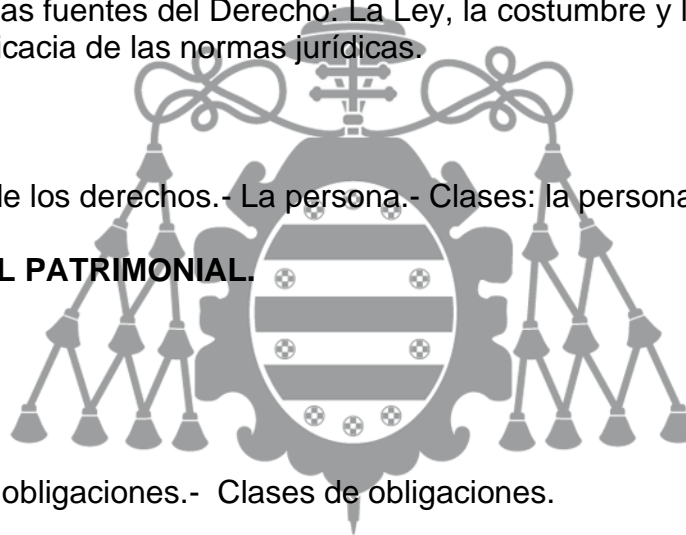 as fuentes del Derecho: La Ley, la costumbre y l
icacia de las normas jurídicas.
de los derechos.- La persona.- Clases: la persona
L PATRIMONIAL.
obligaciones.- Clases de obligaciones.